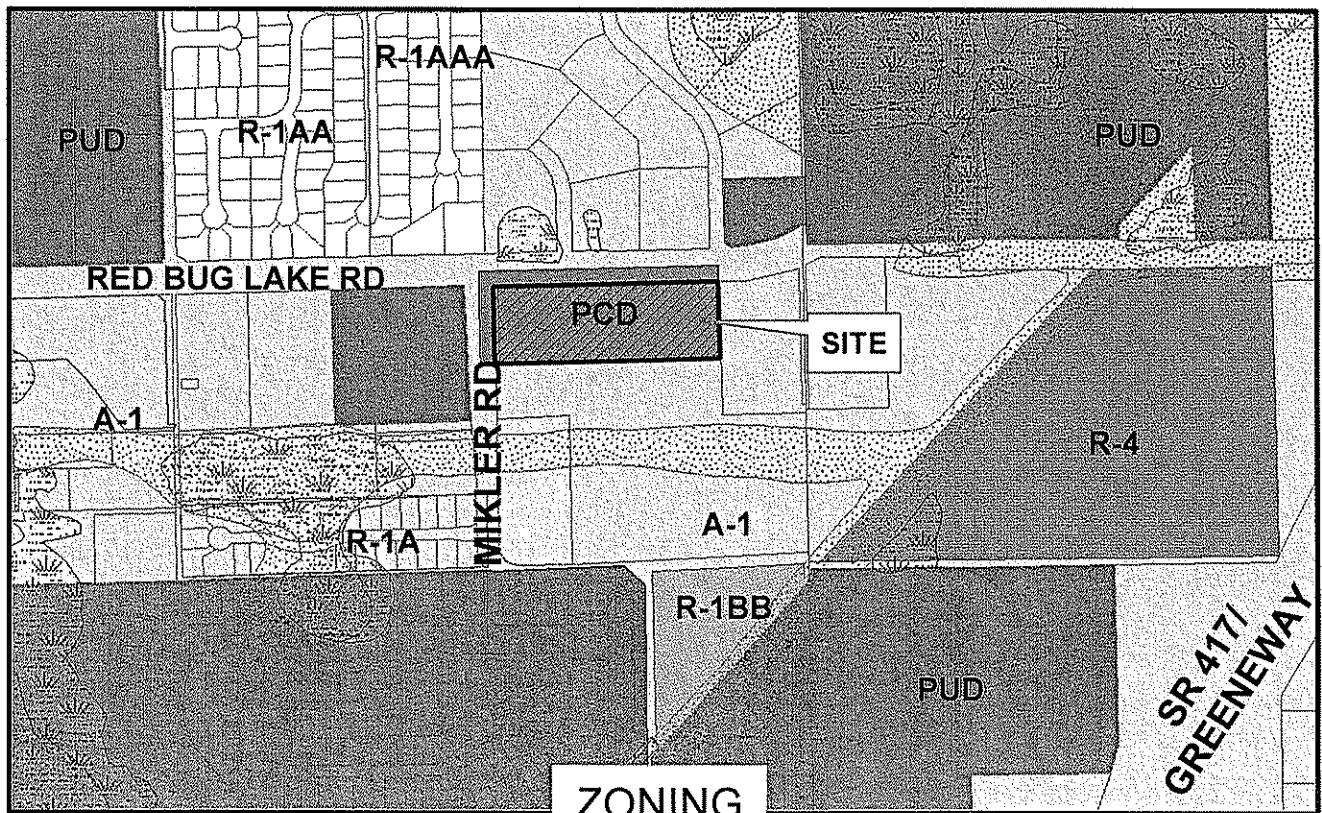 R-1AAA
PUD
R-1AA
PUD
RED BUG LAKE RD
PCD
SITE
A-1
MIKLER RD
R-4
R-1A
A-1
R-1BB
PUD
SR 417/
GREENEWAY
ZONING